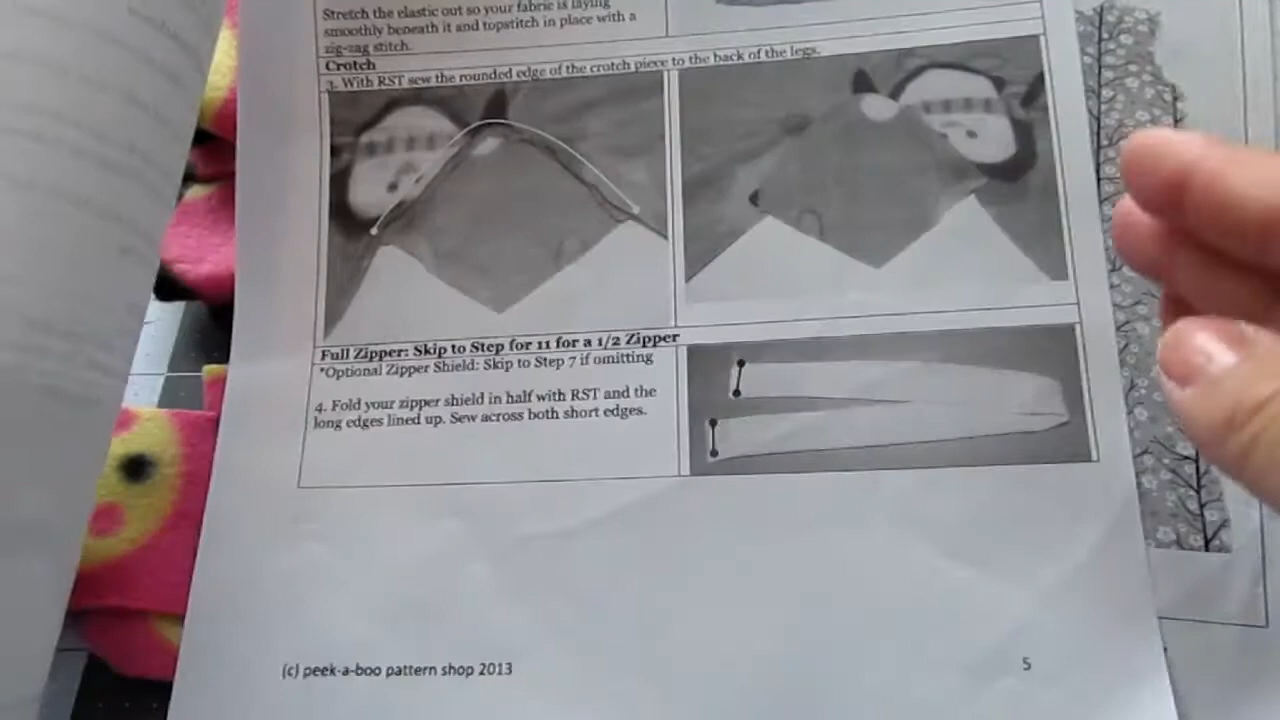 Stretch the elastic out so your fabric is laying
smoothly beneath it and topstitch in place with a
zig-zag stitch.
Crotch
3. With RST sew the rounded edge of the crotch piece to the back of the legs.
Full Zipper: Skip to Step for 11 for a 1/2 Zipper
*Optional Zipper Shield: Skip to Step 7 if omitting
4. Fold your zipper shield in half with RST and the
long edges lined up. Sew across both short edges.
(c) peek-a-boo pattern shop 2013
5